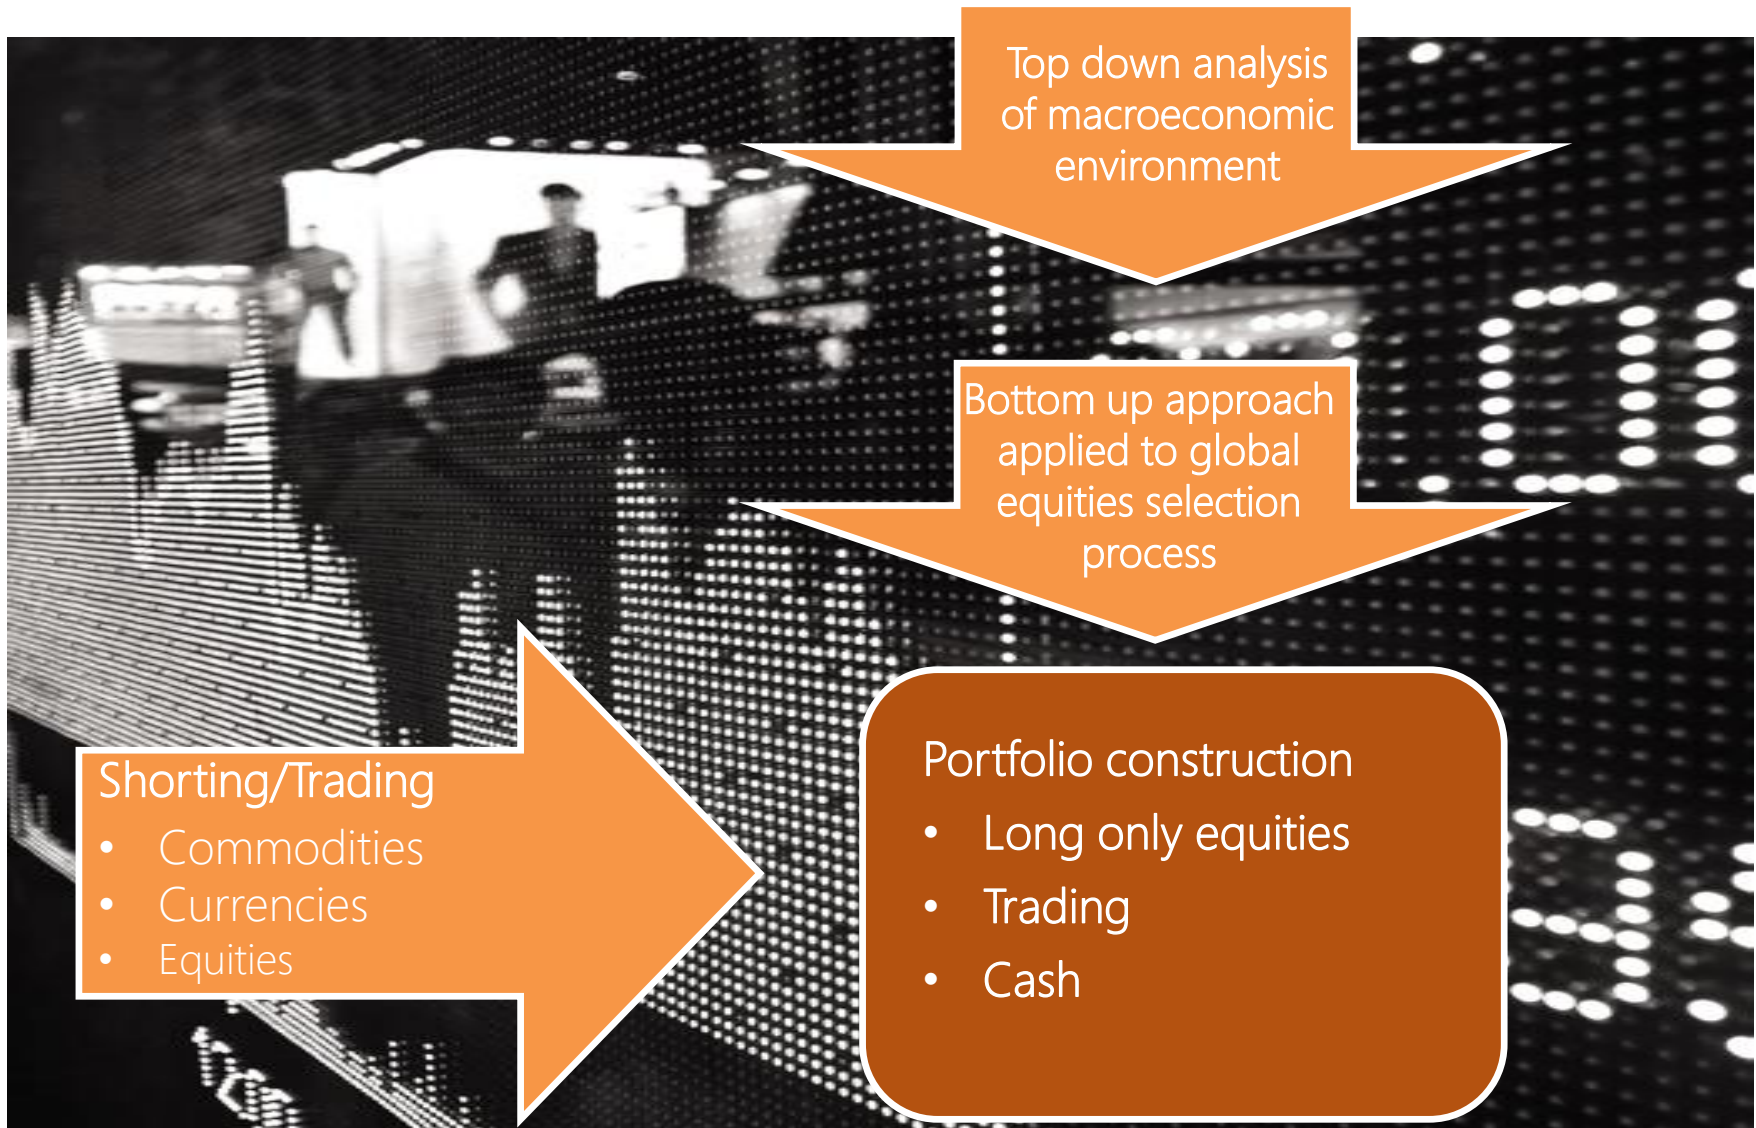 Top down analysis
of macroeconomic
environment
Bottom up approach
applied to global
equities selection
process
Shorting/Trading
• Commodities
• Currencies
• Equities
Portfolio construction
• Long only equities
• Trading
• Cash